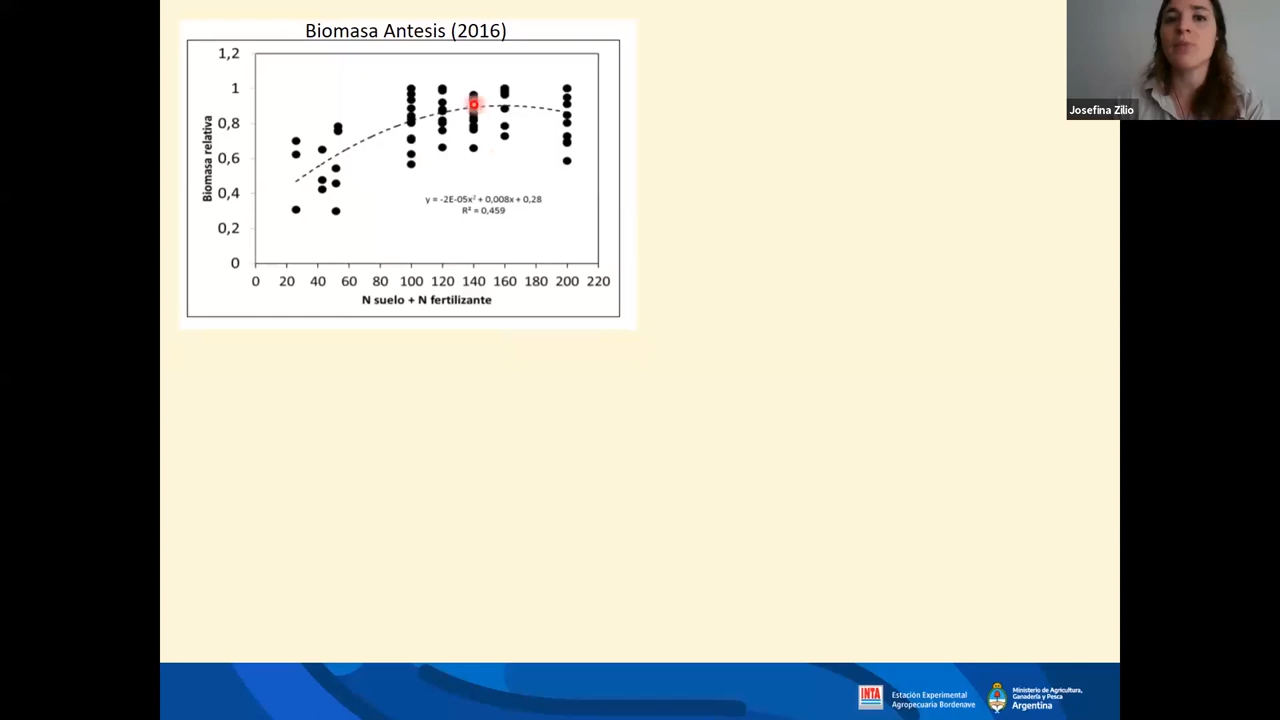 Biomasa Antesis (2016)
1,2
1
0,8
0,6
0,4
0,2
0
Biomasa relativa
y = -2E-05x² + 0,008x + 0,28
R² = 0,459
0 20 40 60 80 100 120 140 160 180 200 220
N suelo + N fertilizante
Josefina Zilio
INTA
Estación Experimental
Agropecuaria Bordenave
Ministerio de Agricultura,
Ganadería y Pesca
Argentina